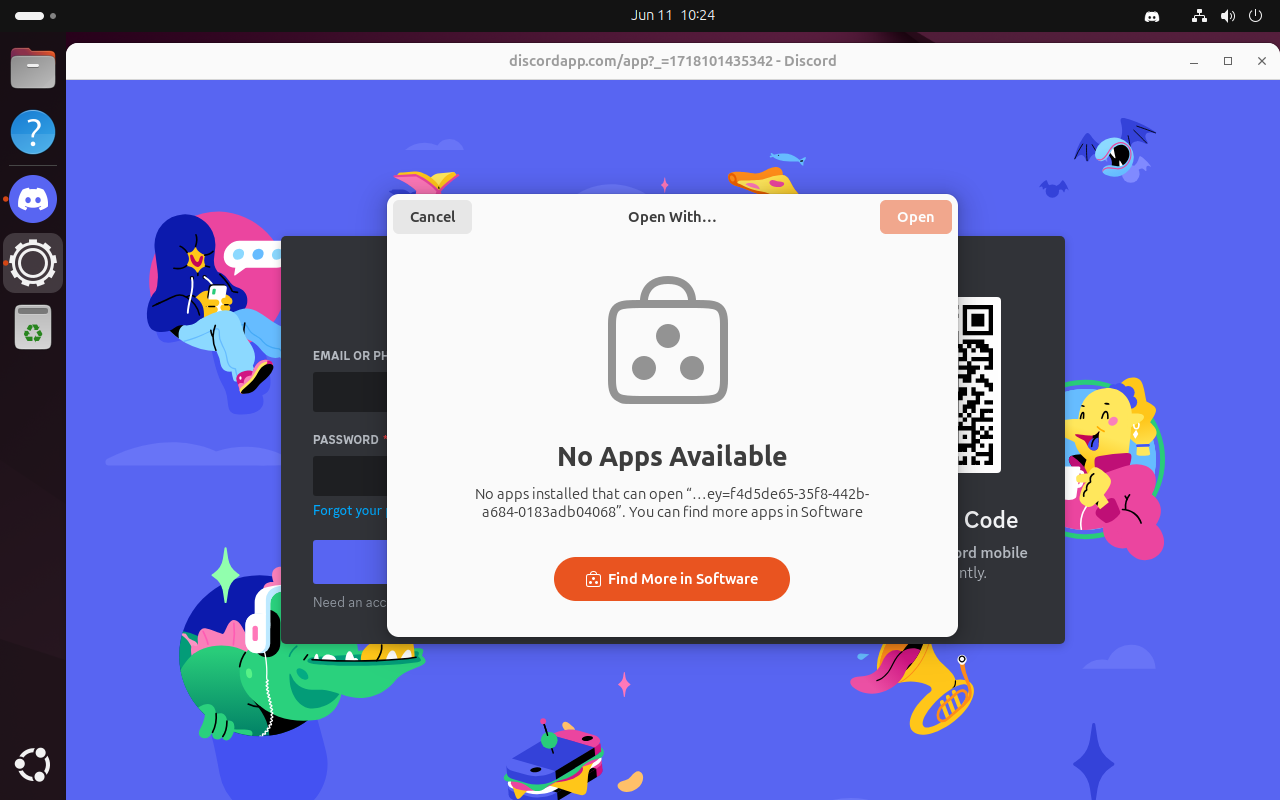 Jun 11 10:24
discordapp.com/app?_=1718101435342 - Discord
Cancel
Open With…
Open
EMAIL OR PH
PASSWORD *
Forgot your
Need an acc
No Apps Available
No apps installed that can open “…ey=f4d5de65-35f8-442b-
a684-0183adb04068”. You can find more apps in Software
Find More in Software
Code
ord mobile
ntly.